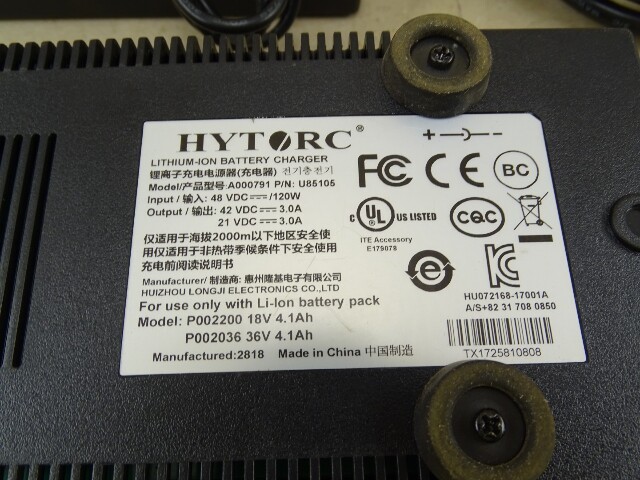 HYTORC®
LITHIUM-ION BATTERY CHARGER
锂离子充电电源器(充电器) 전기충전기
Model/产品型号:A000791 P/N: U85105
Input / 输入: 48 VDC⎓/120W
Output / 输出: 42 VDC⎓ 3.0A
21 VDC⎓ 3.0A
仅适用于海拔2000m以下地区安全使
用仅适用于非热带季候条件下安全使用
充电前阅读说明书
Manufacturer/ 制造商: 惠州隆基电子有限公司
HUIZHOU LONGJI ELECTRONICS CO.,LTD
For use only with Li-Ion battery pack
Model: P002200 18V 4.1Ah
P002036 36V 4.1Ah
Manufactured:2818 Made in China 中国制造
+ -
FC CE BC
c UL US LISTED
CQC
ITE Accessory
E179078
e
KC
HU072168-17001A
A/S+82 31 708 0850
TX1725810808